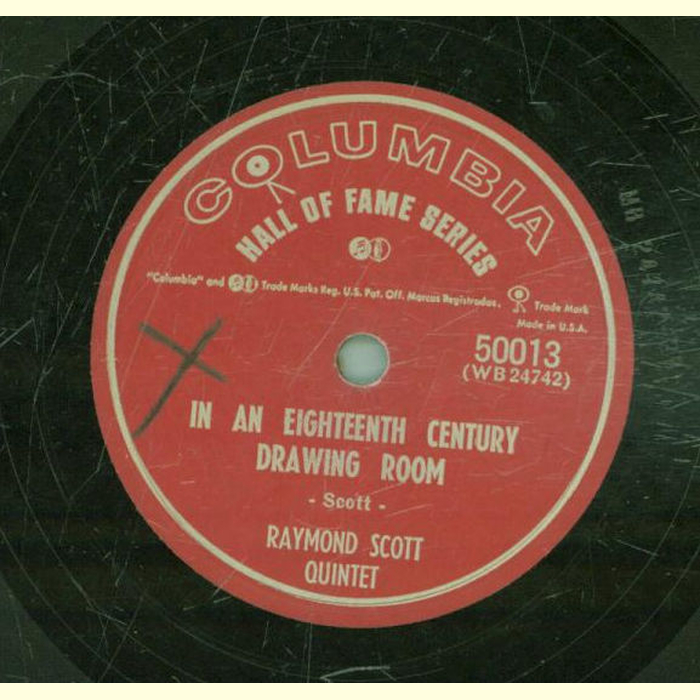 COLUMBIA
HALL OF FAME SERIES
"Columbia" and Trade Marks Reg. U.S. Pat. Off. Marcas Registradas. Trade Mark
Made in U.S.A.
50013
(WB 24742)
IN AN EIGHTEENTH CENTURY
DRAWING ROOM
- Scott -
RAYMOND SCOTT
QUINTET